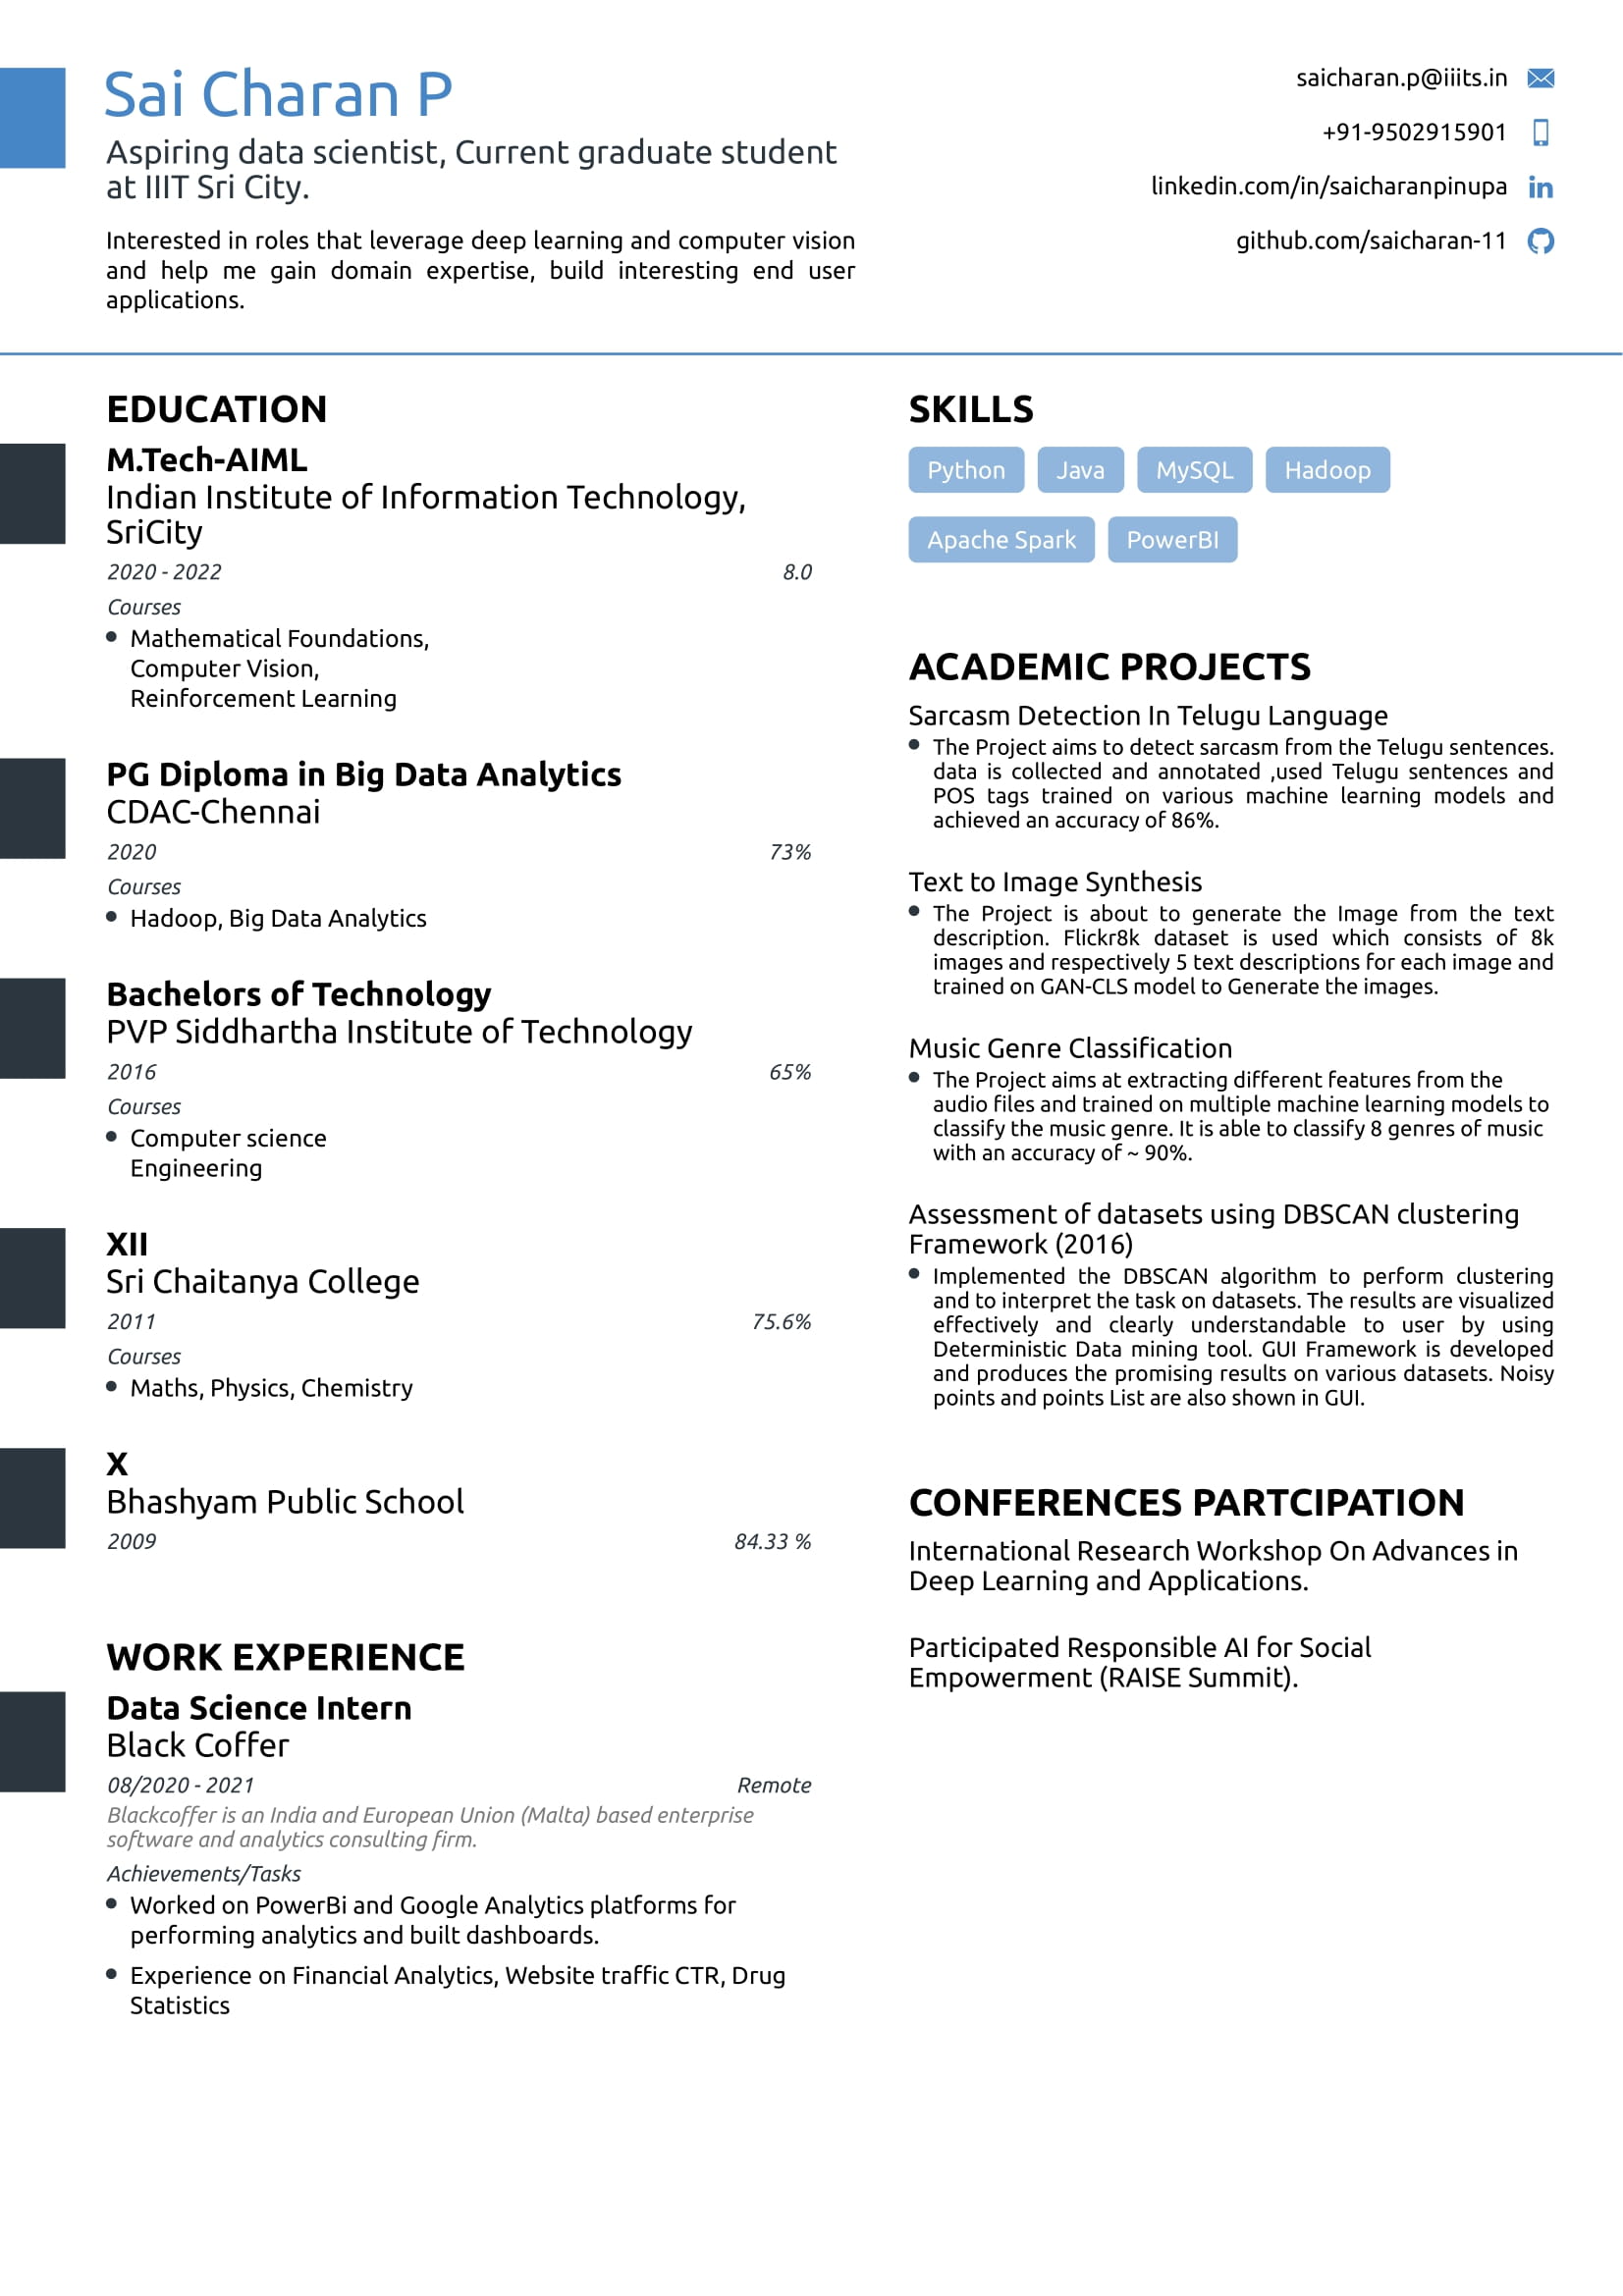 Sai Charan P
Aspiring data scientist, Current graduate student
at IIIT Sri City.
Interested in roles that leverage deep learning and computer vision
and help me gain domain expertise, build interesting end user
applications.
saicharan.p@iiits.in
+91-9502915901
linkedin.com/in/saicharanpinupa
github.com/saicharan-11
EDUCATION
M.Tech-AIML
Indian Institute of Information Technology,
SriCity
2020 - 2022 8.0
Courses
Mathematical Foundations,
Computer Vision,
Reinforcement Learning
PG Diploma in Big Data Analytics
CDAC-Chennai
2020 73%
Courses
Hadoop, Big Data Analytics
Bachelors of Technology
PVP Siddhartha Institute of Technology
2016 65%
Courses
Computer science
Engineering
XII
Sri Chaitanya College
2011 75.6%
Courses
Maths, Physics, Chemistry
X
Bhashyam Public School
2009 84.33 %
WORK EXPERIENCE
Data Science Intern
Black Coffer
08/2020 - 2021 Remote
Blackcoffer is an India and European Union (Malta) based enterprise
software and analytics consulting firm.
Achievements/Tasks
Worked on PowerBi and Google Analytics platforms for
performing analytics and built dashboards.
Experience on Financial Analytics, Website traffic CTR, Drug
Statistics
SKILLS
Python Java MySQL Hadoop
Apache Spark PowerBI
ACADEMIC PROJECTS
Sarcasm Detection In Telugu Language
The Project aims to detect sarcasm from the Telugu sentences.
data is collected and annotated ,used Telugu sentences and
POS tags trained on various machine learning models and
achieved an accuracy of 86%.
Text to Image Synthesis
The Project is about to generate the Image from the text
description. Flickr8k dataset is used which consists of 8k
images and respectively 5 text descriptions for each image and
trained on GAN-CLS model to Generate the images.
Music Genre Classification
The Project aims at extracting different features from the
audio files and trained on multiple machine learning models to
classify the music genre. It is able to classify 8 genres of music
with an accuracy of ~ 90%.
Assessment of datasets using DBSCAN clustering
Framework (2016)
Implemented the DBSCAN algorithm to perform clustering
and to interpret the task on datasets. The results are visualized
effectively and clearly understandable to user by using
Deterministic Data mining tool. GUI Framework is developed
and produces the promising results on various datasets. Noisy
points and points List are also shown in GUI.
CONFERENCES PARTCIPATION
International Research Workshop On Advances in
Deep Learning and Applications.
Participated Responsible AI for Social
Empowerment (RAISE Summit).